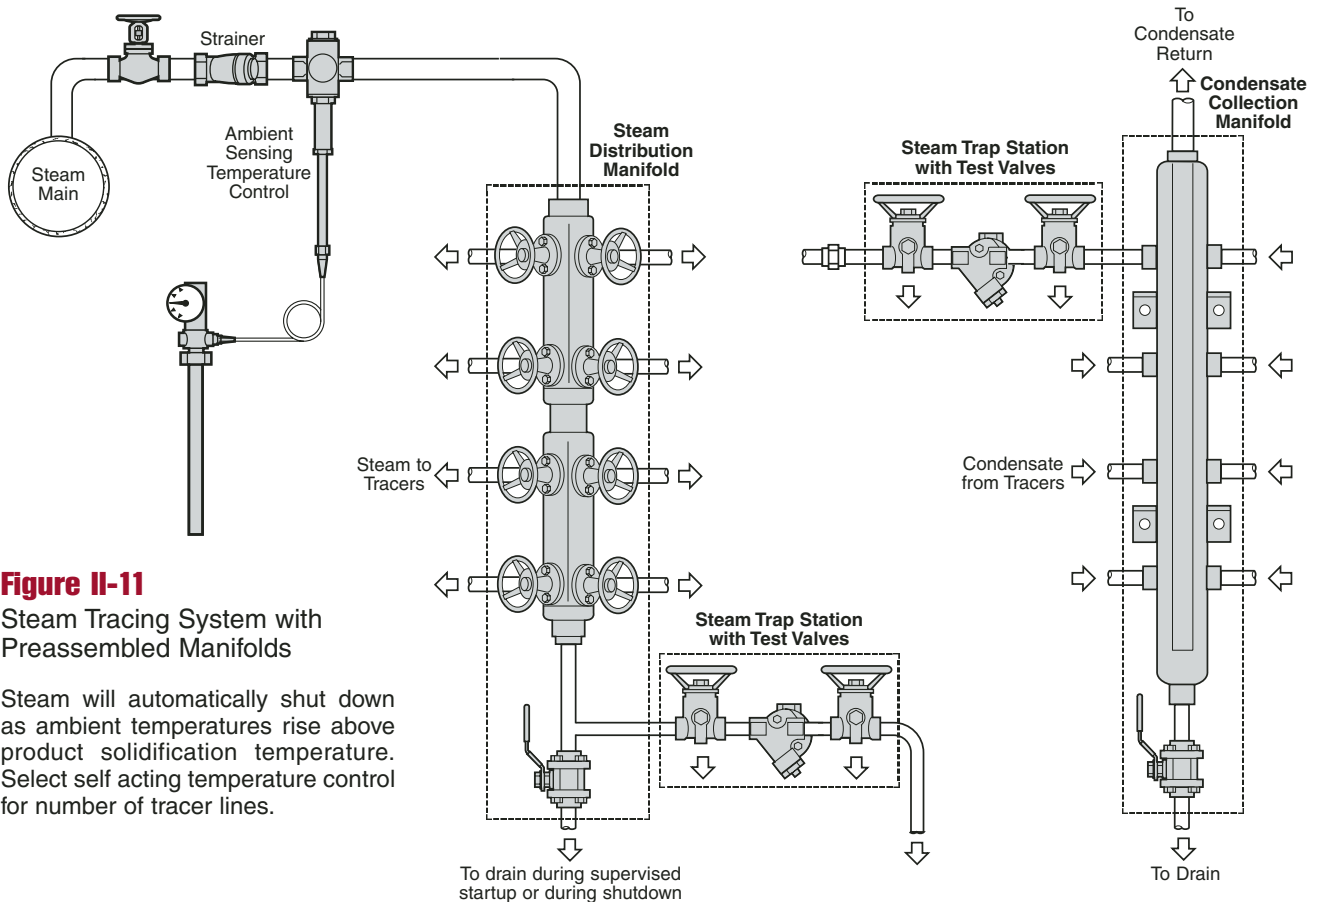 To
Condensate
Return
Strainer
Condensate
Collection
Manifold
Ambient
Sensing
Temperature
Control
Steam
Distribution
Manifold
Steam Trap Station
with Test Valves
Steam
Main
Steam to
Tracers
Condensate
from Tracers
Figure II-11
Steam Tracing System with
Preassembled Manifolds
Steam Trap Station
with Test Valves
Steam will automatically shut down
as ambient temperatures rise above
product solidification temperature.
Select self acting temperature control
for number of tracer lines.
To drain during supervised
startup or during shutdown
To Drain